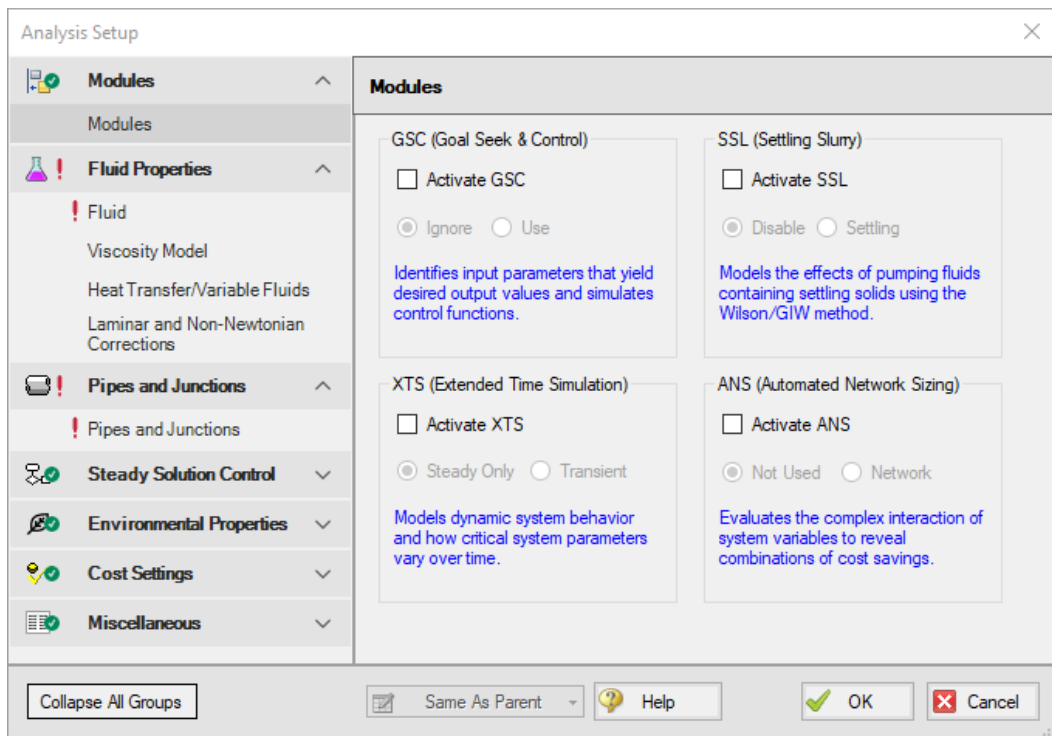 Analysis Setup
Modules
Modules
Fluid Properties
Fluid
Viscosity Model
Heat Transfer/Variable Fluids
Laminar and Non-Newtonian
Corrections
Pipes and Junctions
Pipes and Junctions
Steady Solution Control
Environmental Properties
Cost Settings
Miscellaneous
Modules
GSC (Goal Seek & Control)
Activate GSC
Ignore Use
Identifies input parameters that yield
desired output values and simulates
control functions.
SSL (Settling Slurry)
Activate SSL
Disable Settling
Models the effects of pumping fluids
containing settling solids using the
Wilson/GIW method.
XTS (Extended Time Simulation)
Activate XTS
Steady Only Transient
Models dynamic system behavior
and how critical system parameters
vary over time.
ANS (Automated Network Sizing)
Activate ANS
Not Used Network
Evaluates the complex interaction of
system variables to reveal
combinations of cost savings.
Collapse All Groups
Same As Parent
Help
OK
Cancel